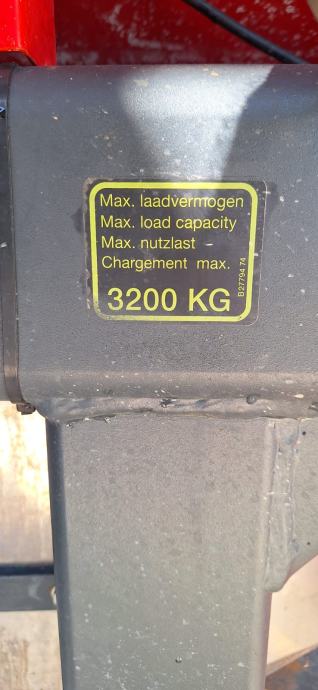 Max. laadvermogen
Max. load capacity
Max. nutzlast
Chargement max.
3200 KG
B27794 74